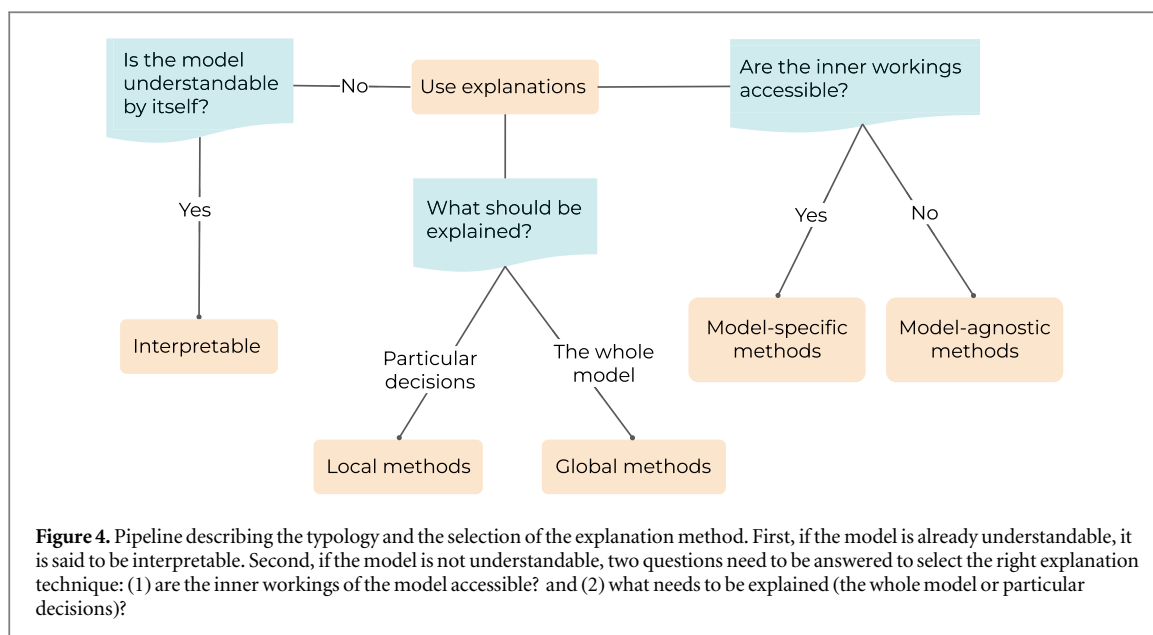 Is the model
understandable
by itself?
No
Use explanations
Are the inner workings
accessible?
Yes
What should be
explained?
Yes
No
Interpretable
Particular
decisions
The whole
model
Model-specific
methods
Model-agnostic
methods
Local methods
Global methods
Figure 4. Pipeline describing the typology and the selection of the explanation method. First, if the model is already understandable, it
is said to be interpretable. Second, if the model is not understandable, two questions need to be answered to select the right explanation
technique: (1) are the inner workings of the model accessible? and (2) what needs to be explained (the whole model or particular
decisions)?